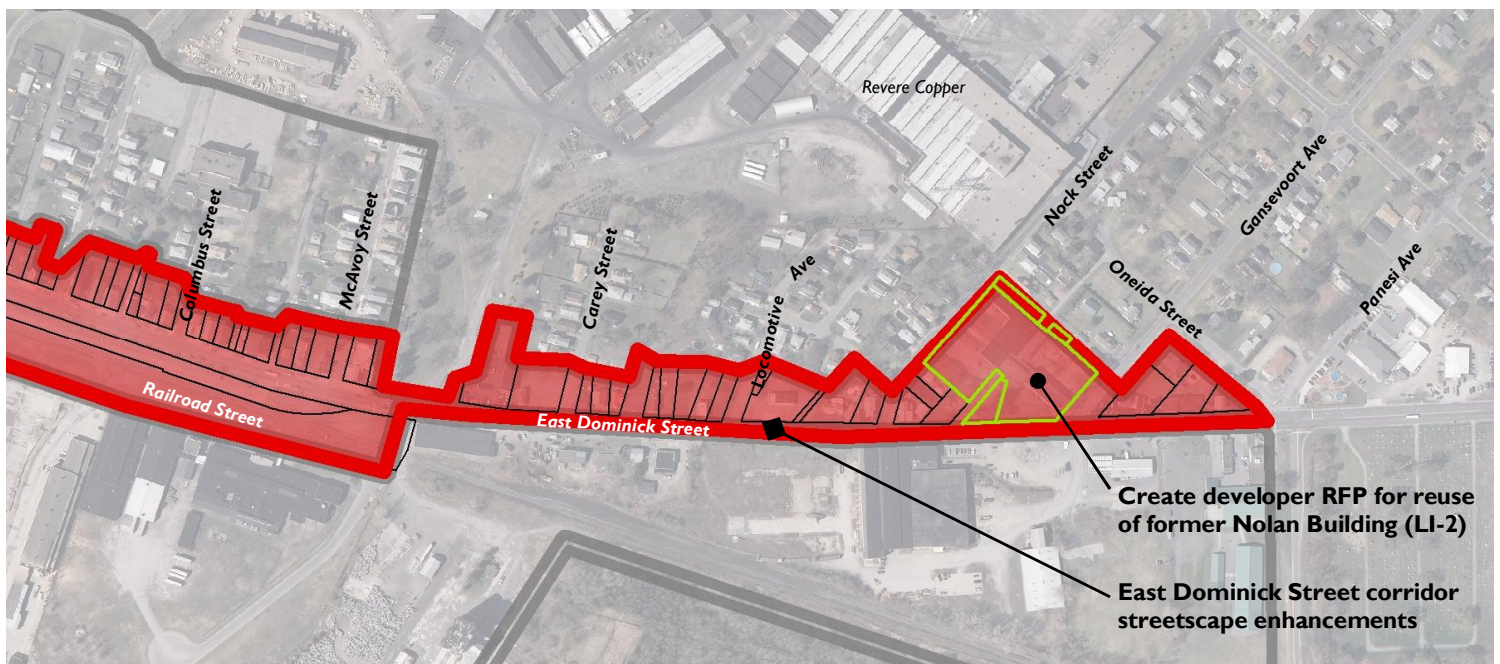 Revere Copper
Nock Street
Gansevoort Ave
Oneida Street
Panesi Ave
Columbus Street
McAvoy Street
Carey Street
Locomotive Ave
Railroad Street
East Dominick Street
Create developer RFP for reuse
of former Nolan Building (LI-2)
East Dominick Street corridor
streetscape enhancements